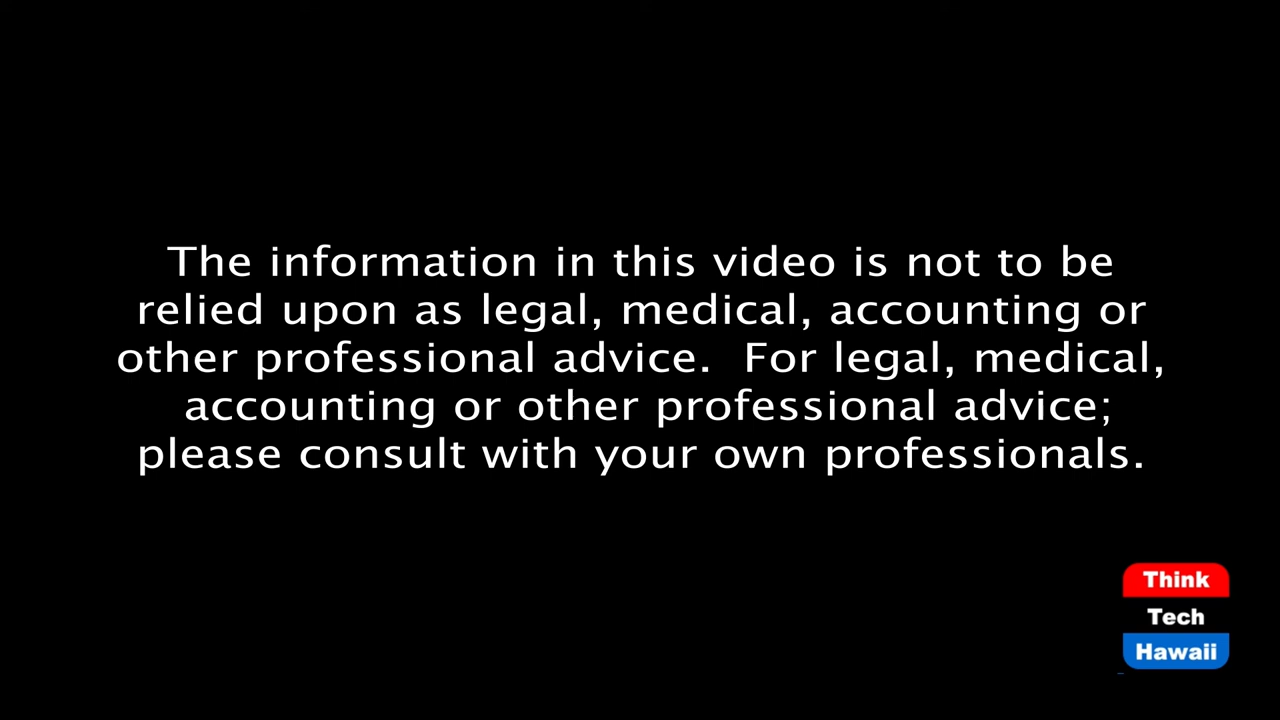 The information in this video is not to be
relied upon as legal, medical, accounting or
other professional advice.  For legal, medical,
accounting or other professional advice;
please consult with your own professionals.
Think
Tech
Hawaii